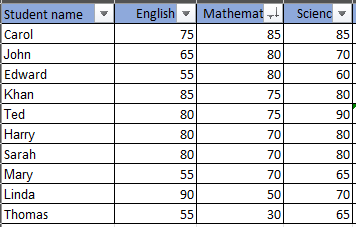 Student name English Mathemat Scienc
Carol 75 85 85
John 65 80 70
Edward 55 80 60
Khan 85 75 80
Ted 80 75 90
Harry 80 70 80
Sarah 80 70 80
Mary 55 70 65
Linda 90 50 70
Thomas 55 30 65